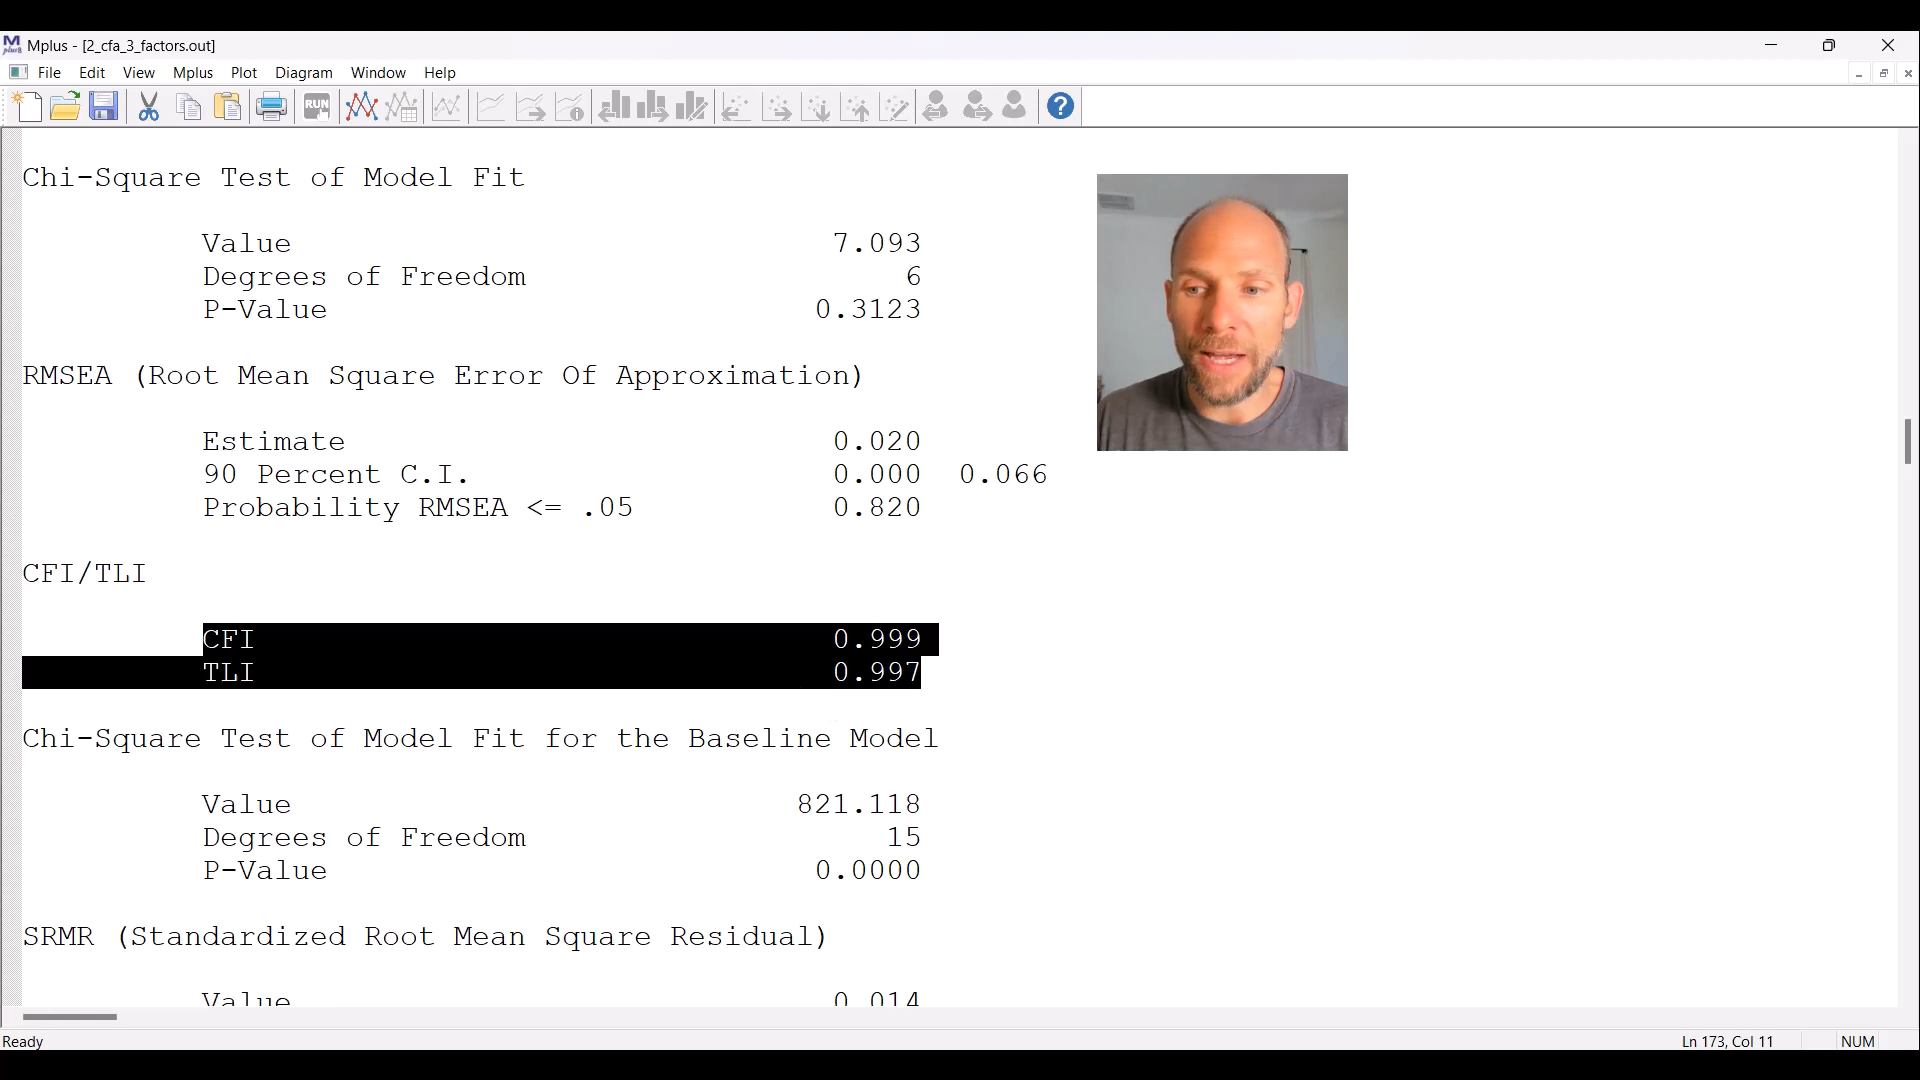 Mplus - [2_cfa_3_factors.out]
File Edit View Mplus Plot Diagram Window Help
RUN
Chi-Square Test of Model Fit
Value 7.093
Degrees of Freedom 6
P-Value 0.3123
RMSEA (Root Mean Square Error Of Approximation)
Estimate 0.020
90 Percent C.I. 0.000 0.066
Probability RMSEA <= .05 0.820
CFI/TLI
CFI 0.999
TLI 0.997
Chi-Square Test of Model Fit for the Baseline Model
Value 821.118
Degrees of Freedom 15
P-Value 0.0000
SRMR (Standardized Root Mean Square Residual)
Value 0.014
Ready Ln 173, Col 11 NUM